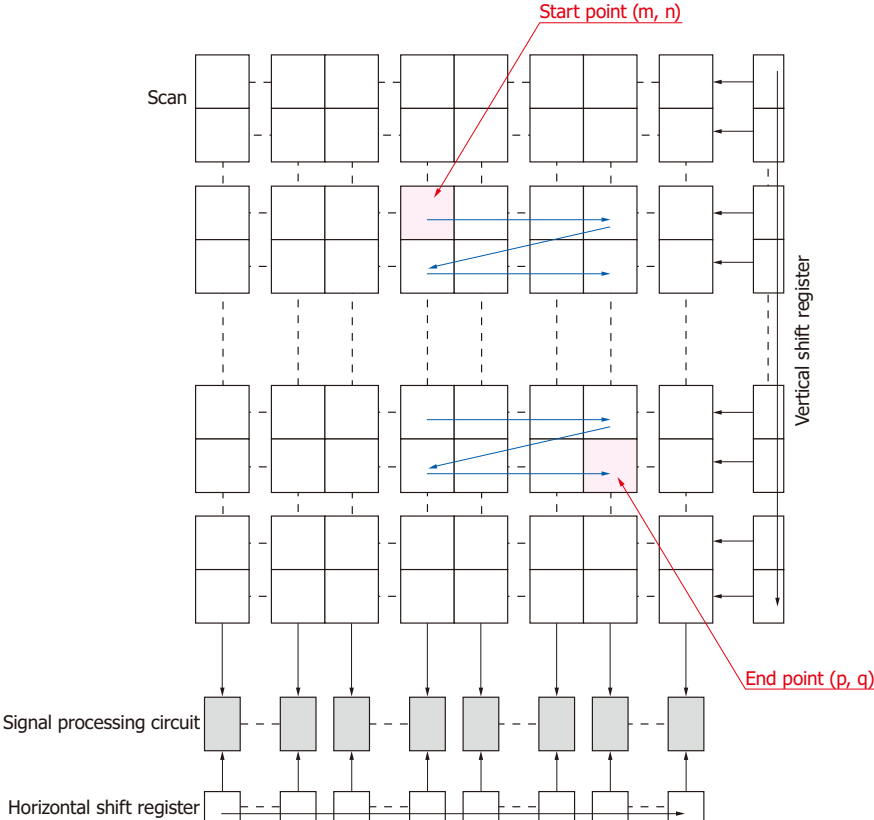 Start point (m, n)
Scan
Vertical shift register
End point (p, q)
Signal processing circuit
Horizontal shift register